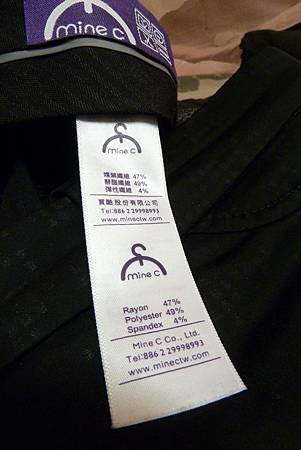 mine c
mine c
嫘縈纖維 47%
聚酯纖維 49%
彈性纖維 4%
賀酷股份有限公司
Tel:886 2 29998993
www.minectw.com
mine c
Rayon 47%
Polyester 49%
Spandex 4%
Mine C Co., Ltd.
Tel:886 2 29998993
www.minectw.com